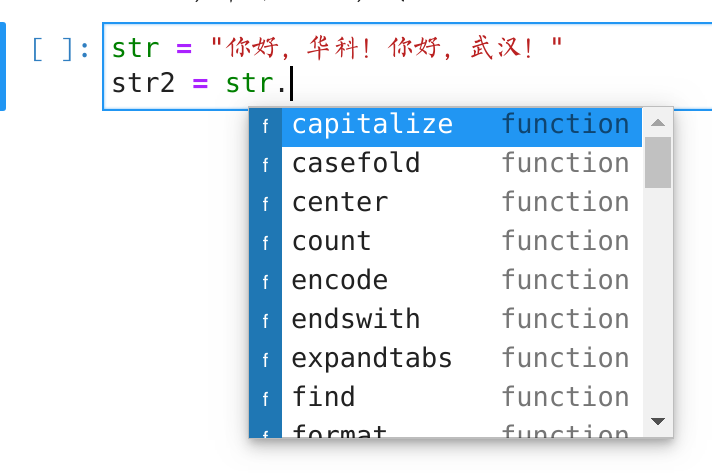 [ ]: str = "你好，华科！你好，武汉！"
str2 = str.
f capitalize function
f casefold function
f center function
f count function
f encode function
f endswith function
f expandtabs function
f find function
f format function